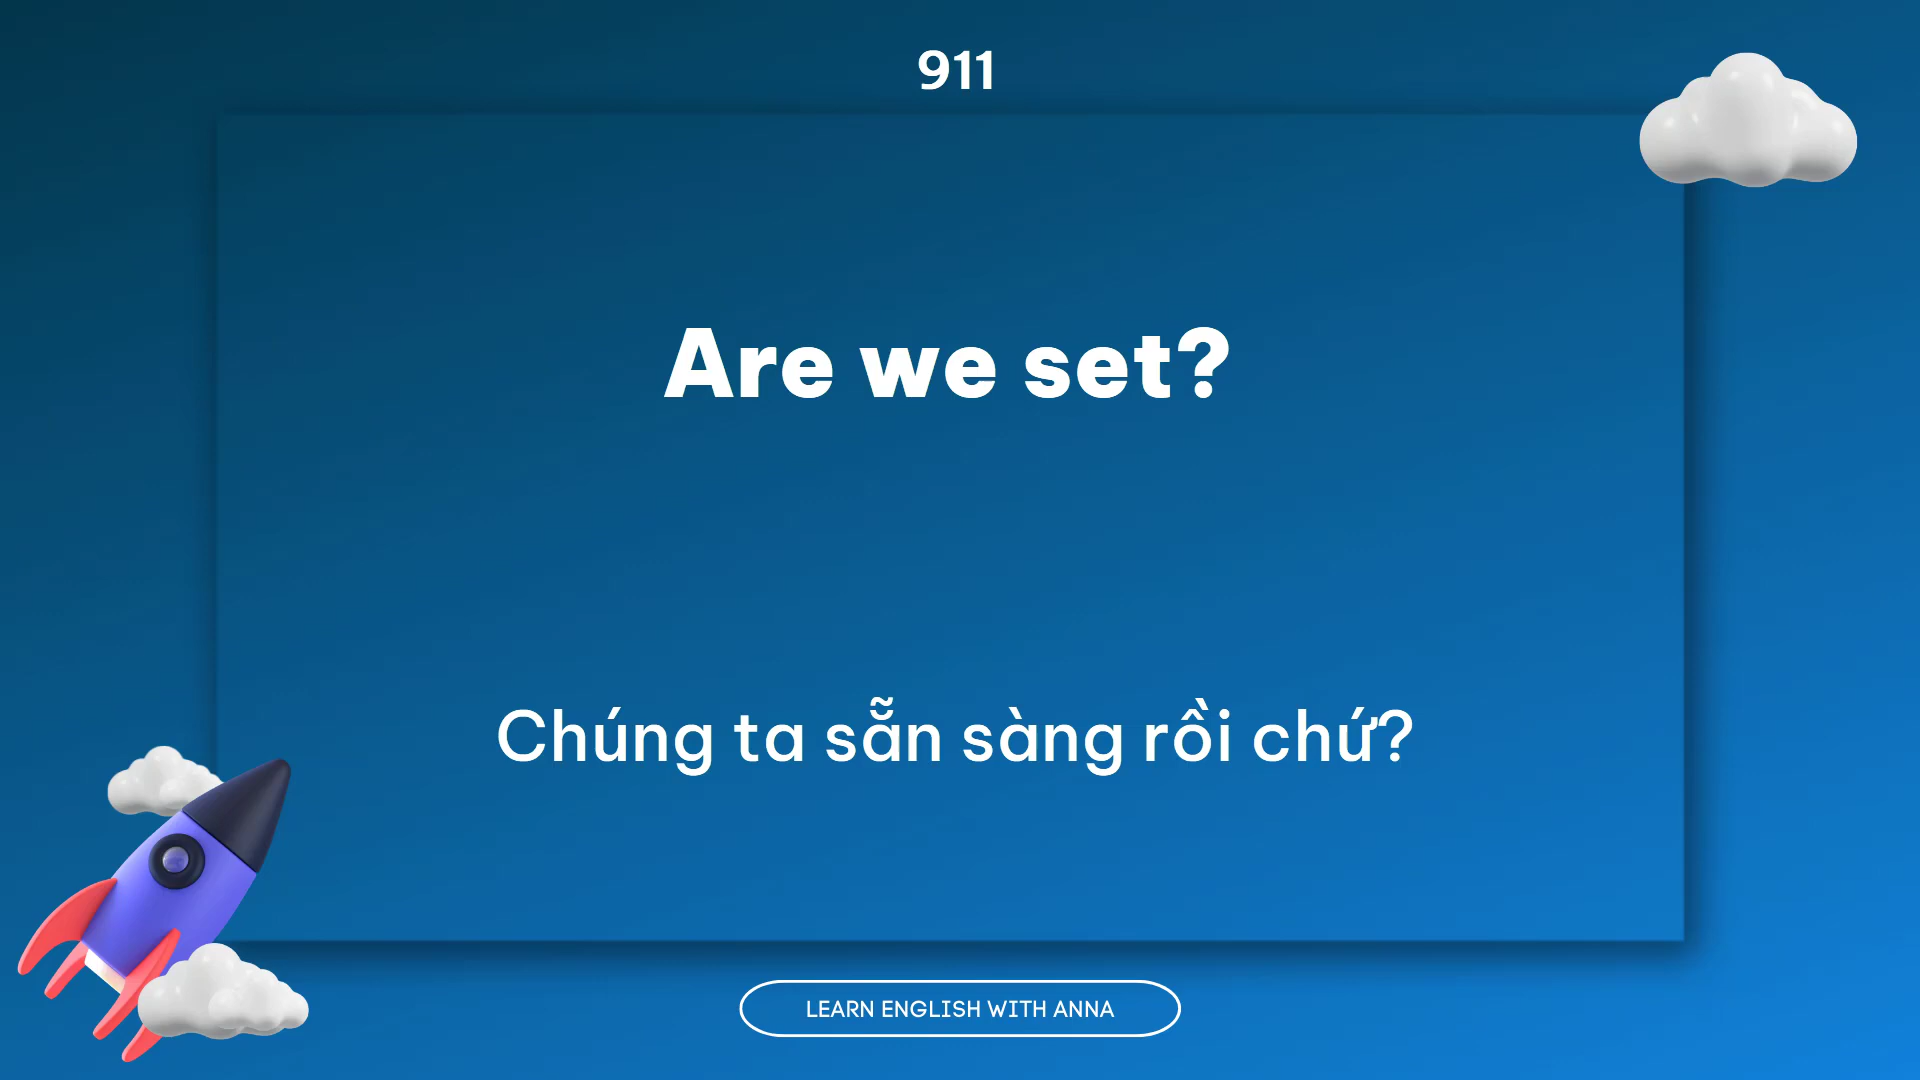 911
Are we set?
Chúng ta sẵn sàng rồi chứ?
LEARN ENGLISH WITH ANNA